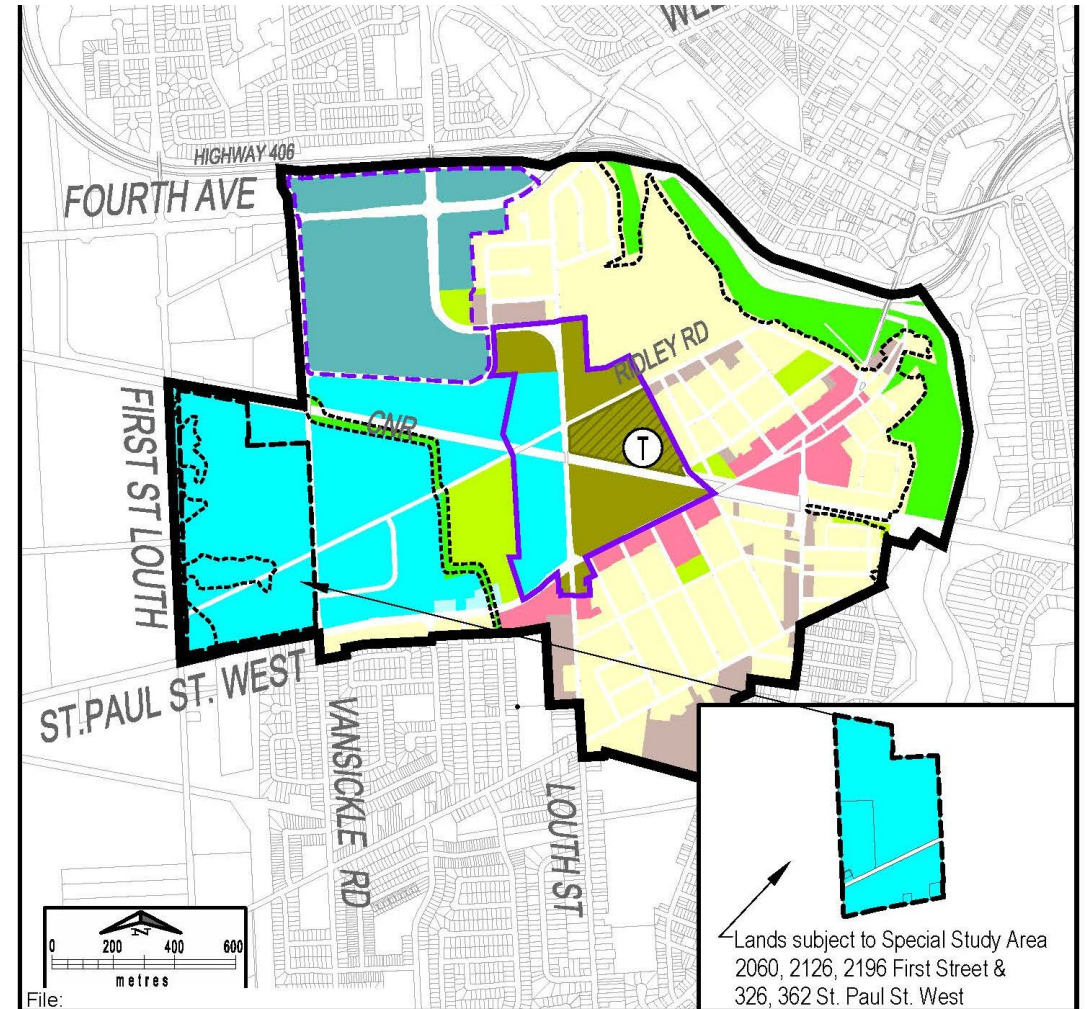 HIGHWAY 406
FOURTH AVE
RIDLEY RD
CNR
T
FIRST ST LOUTH
ST.PAUL ST. WEST
VANSICKLE RD
LOUTH ST
N
0 200 400 600
metres
File:
Lands subject to Special Study Area
2060, 2126, 2196 First Street &
326, 362 St. Paul St. West